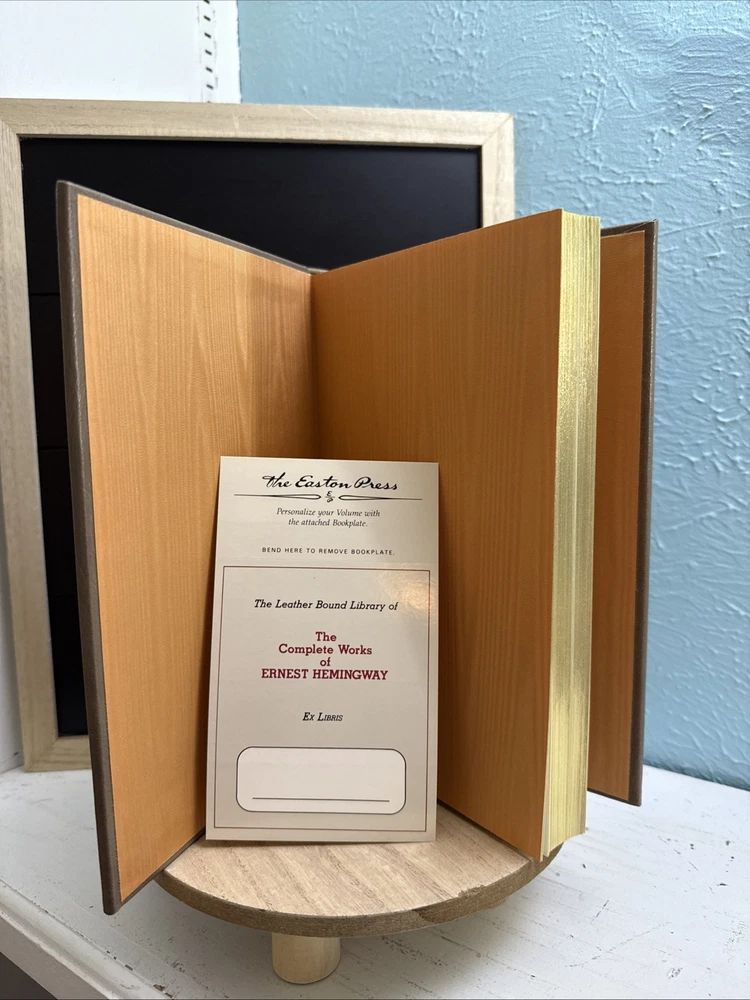 The Easton Press
Personalize your Volume with
the attached Bookplate.
BEND HERE TO REMOVE BOOKPLATE.
The Leather Bound Library of
The
Complete Works
of
ERNEST HEMINGWAY
Ex Libris